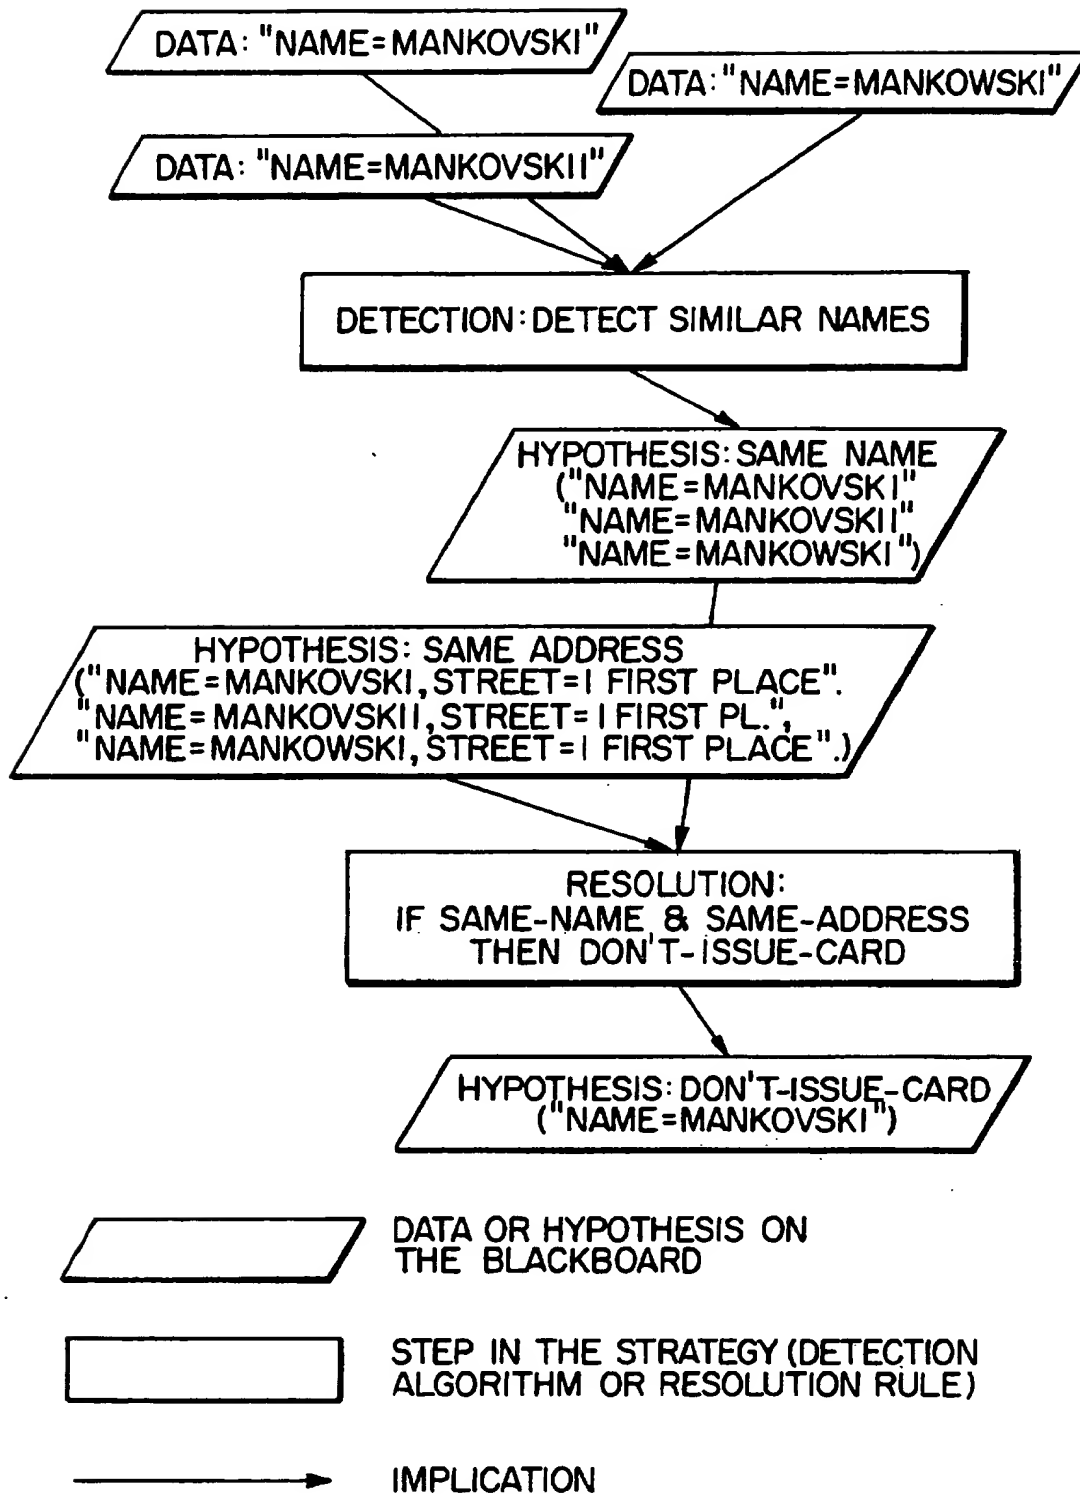 DATA: "NAME=MANKOVSKI"
DATA: "NAME=MANKOWSKI"
DATA: "NAME=MANKOVSKII"
DETECTION: DETECT SIMILAR NAMES
HYPOTHESIS: SAME NAME
("NAME=MANKOVSKI"
"NAME=MANKOVSKII"
"NAME=MANKOWSKI")
HYPOTHESIS: SAME ADDRESS
("NAME=MANKOVSKI, STREET=1 FIRST PLACE".
"NAME=MANKOVSKII, STREET=1 FIRST PL.",
"NAME=MANKOWSKI, STREET=1 FIRST PLACE".)
RESOLUTION:
IF SAME-NAME & SAME-ADDRESS
THEN DON'T-ISSUE-CARD
HYPOTHESIS: DON'T-ISSUE-CARD
("NAME=MANKOVSKI")
DATA OR HYPOTHESIS ON
THE BLACKBOARD
STEP IN THE STRATEGY (DETECTION
ALGORITHM OR RESOLUTION RULE)
IMPLICATION